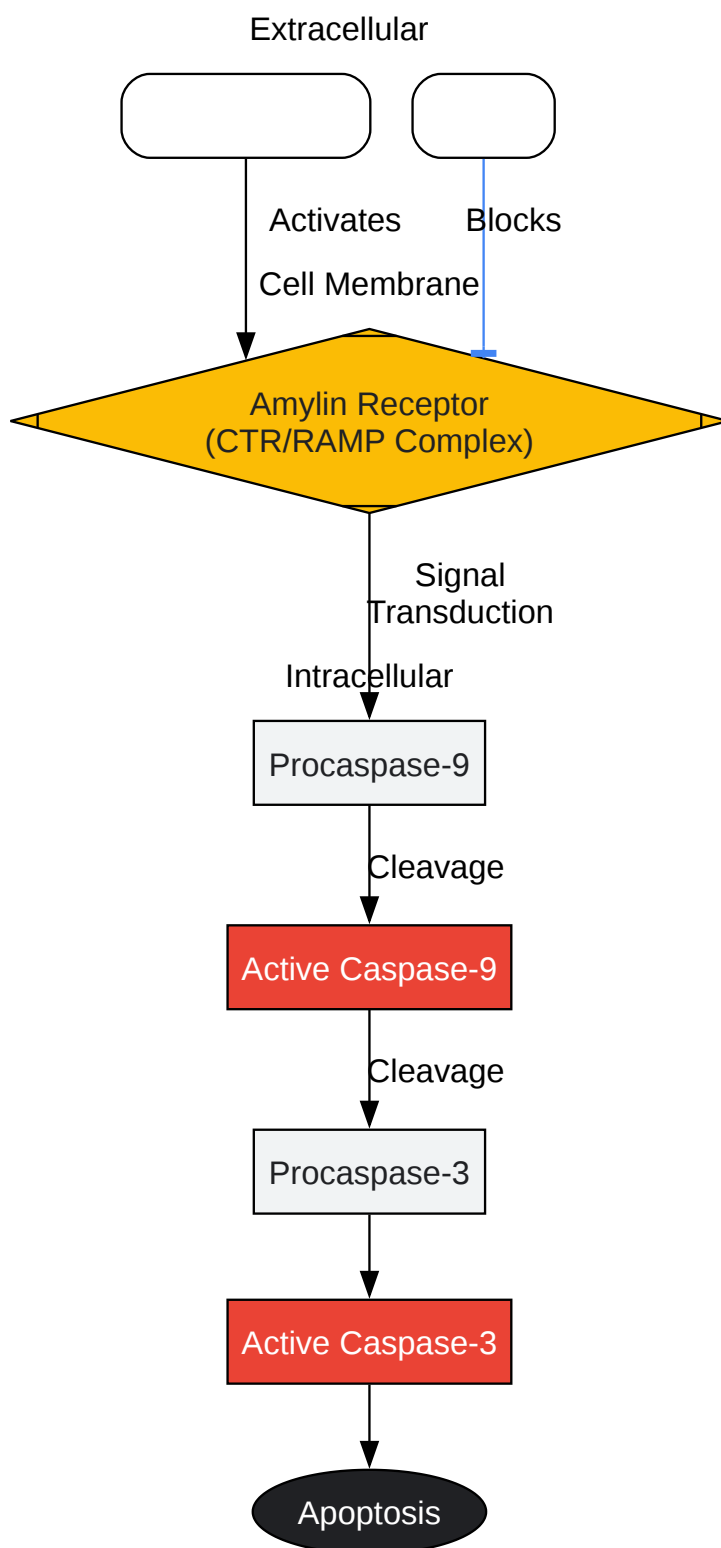 Extracellular
Activates
Blocks
Cell Membrane
Amylin Receptor
(CTR/RAMP Complex)
Signal
Transduction
Intracellular
Procaspase-9
Cleavage
Active Caspase-9
Cleavage
Procaspase-3
Active Caspase-3
Apoptosis